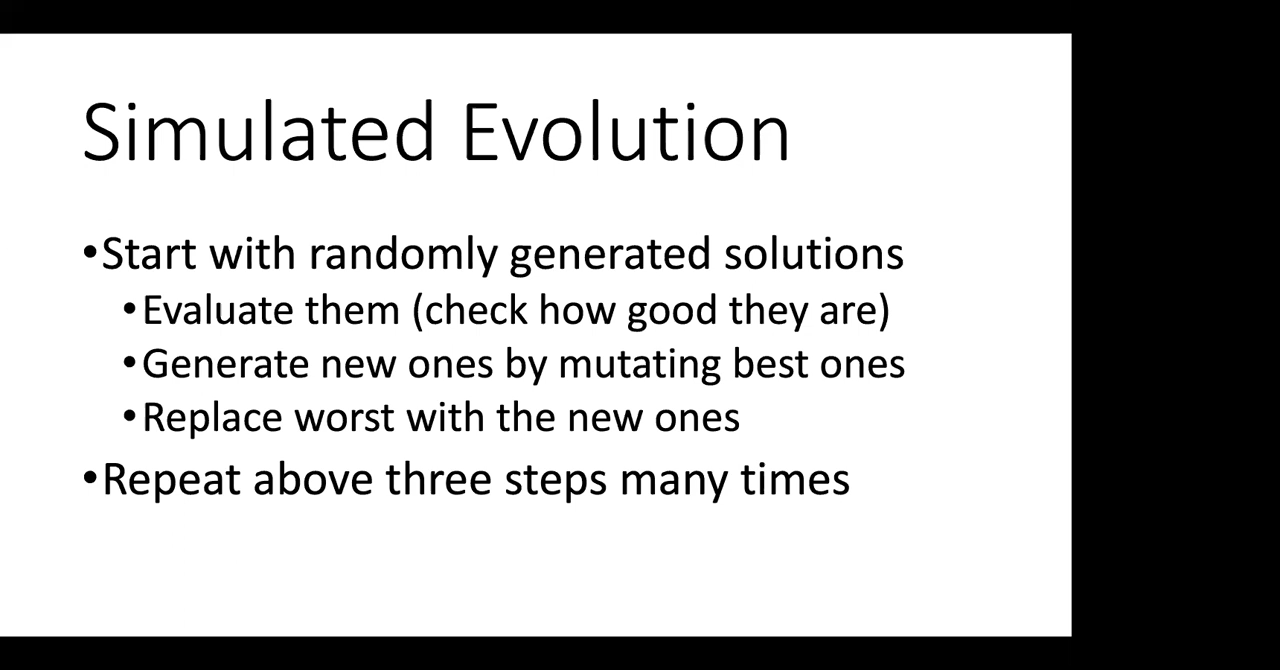 Simulated Evolution
•Start with randomly generated solutions
•Evaluate them (check how good they are)
•Generate new ones by mutating best ones
•Replace worst with the new ones
•Repeat above three steps many times